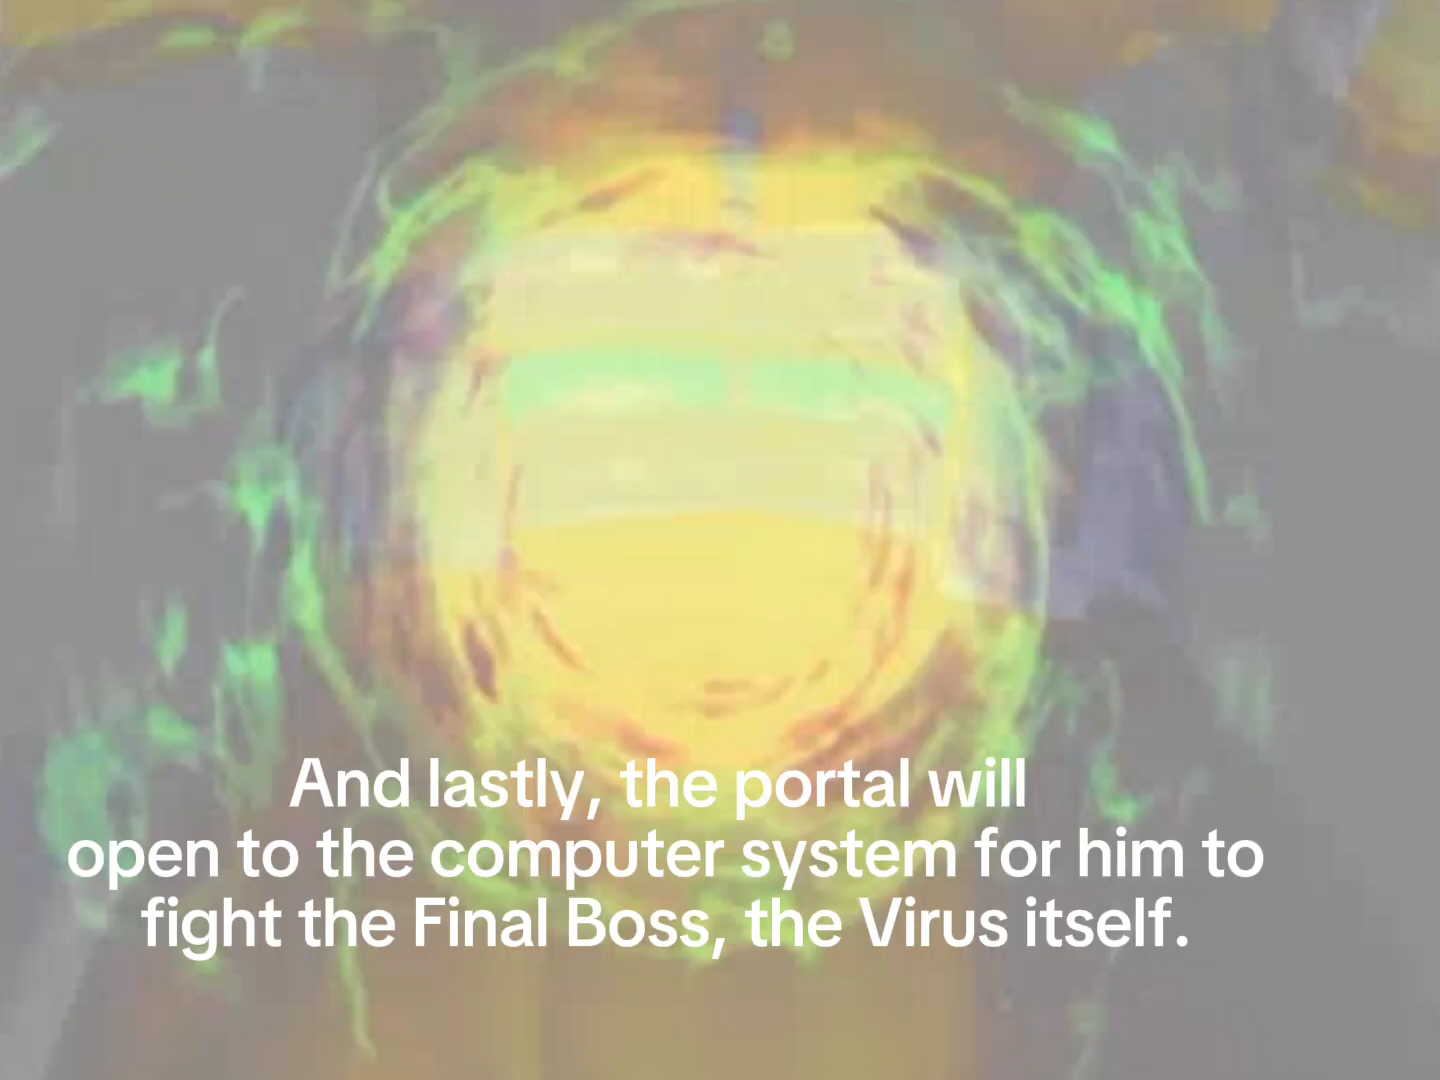 And lastly, the portal will
open to the computer system for him to
fight the Final Boss, the Virus itself.